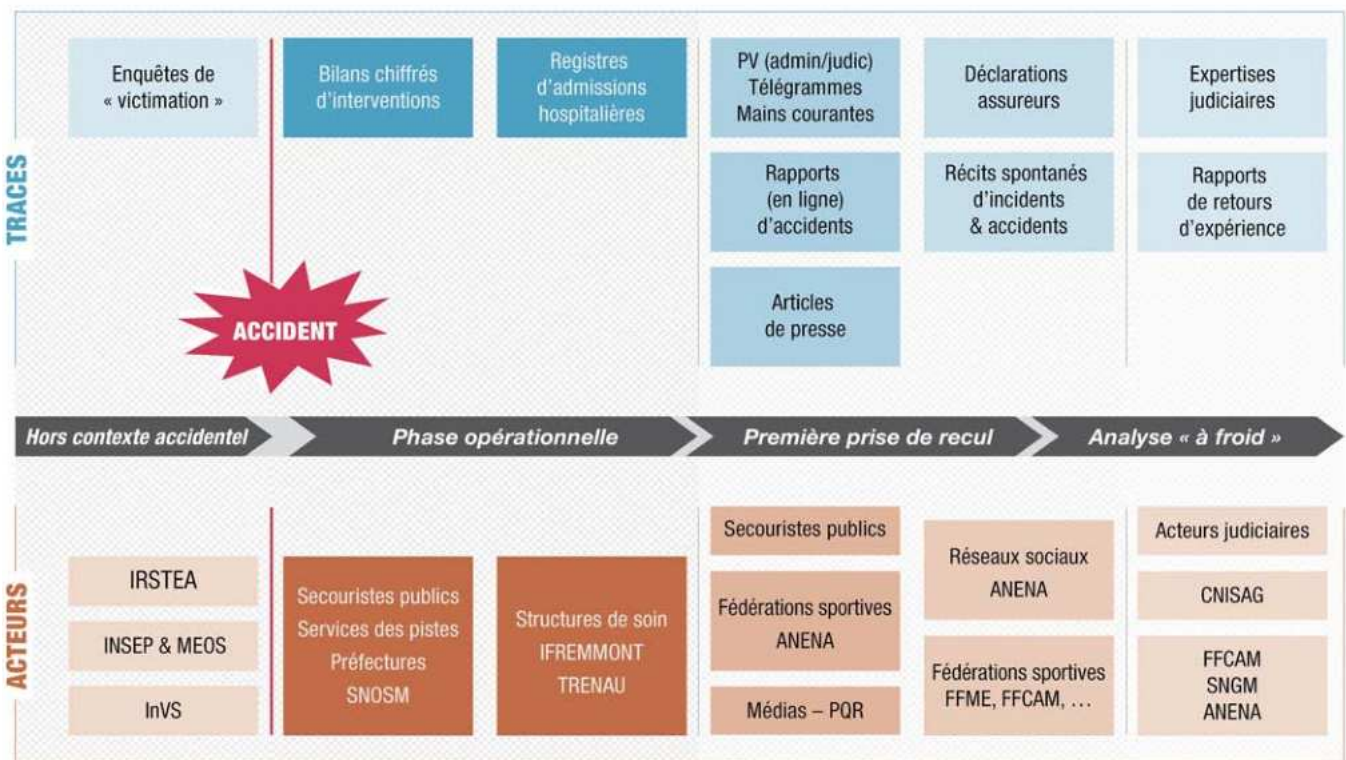 TRACES
Enquêtes de
« victimation »
Bilans chiffrés
d'interventions
Registres
d'admissions
hospitalières
PV (admin/judic)
Télégrammes
Mains courantes
Déclarations
assureurs
Expertises
judiciaires
Rapports
(en ligne)
d'accidents
Récits spontanés
d'incidents
& accidents
Rapports
de retours
d'expérience
Articles
de presse
ACCIDENT
Hors contexte accidentel
Phase opérationnelle
Première prise de recul
Analyse « à froid »
ACTEURS
IRSTEA
INSEP & MEOS
InVS
Secouristes publics
Services des pistes
Préfectures
SNOSM
Structures de soin
IFREMMONT
TRENAU
Secouristes publics
Fédérations sportives
ANENA
Médias – PQR
Réseaux sociaux
ANENA
Fédérations sportives
FFME, FFCAM, ...
Acteurs judiciaires
CNISAG
FFCAM
SNGM
ANENA